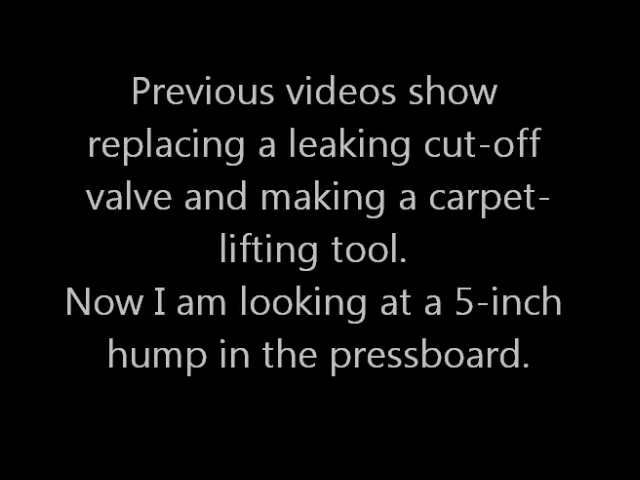 Previous videos show
replacing a leaking cut-off
valve and making a carpet-
lifting tool.
Now I am looking at a 5-inch
hump in the pressboard.